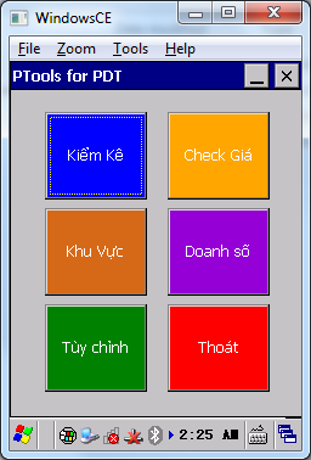 WindowsCE
File Zoom Tools Help
PTools for PDT
Kiểm Kê Check Giá
Khu Vực Doanh số
Tùy chỉnh Thoát
2:25 AM